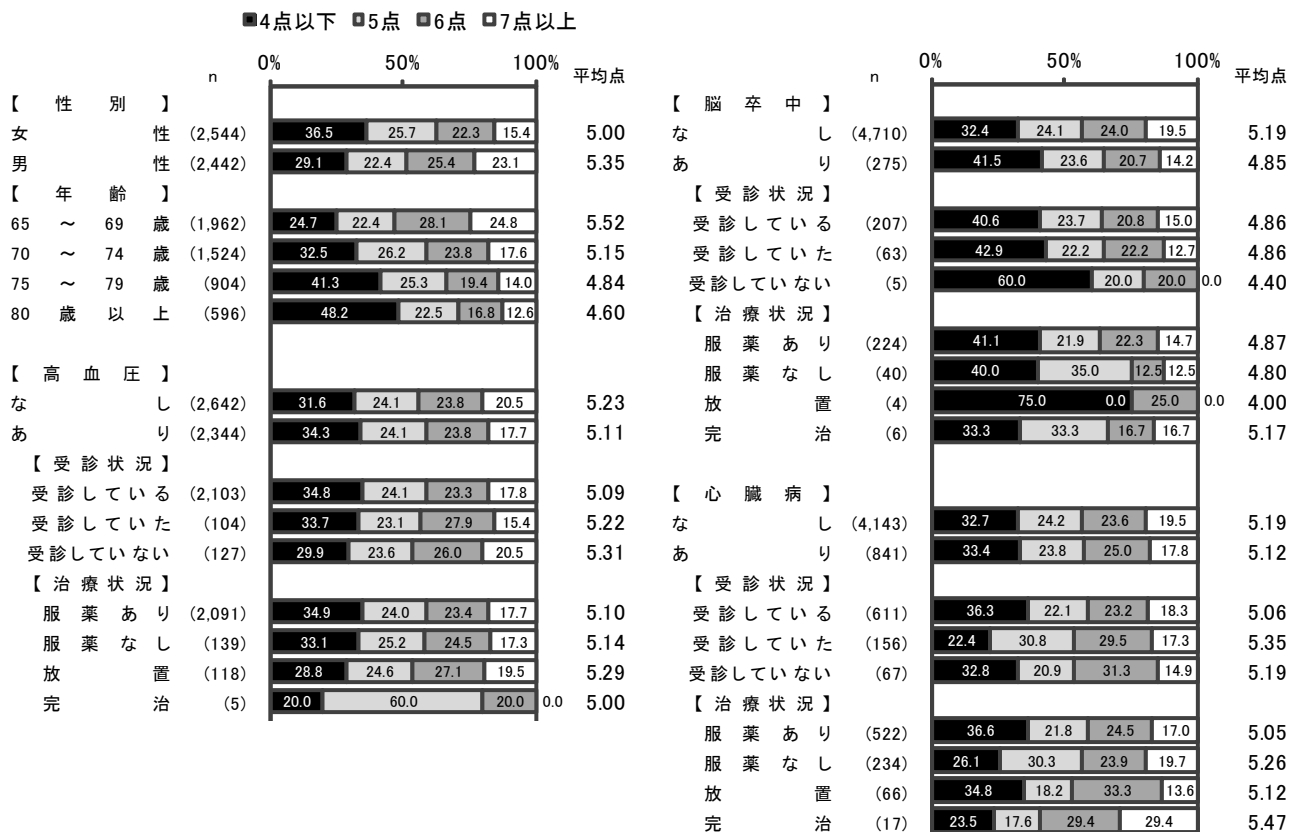 ■4点以下 □5点 ■6点 □7点以上
n 0% 50% 100% 平均点
【性別】
女性 (2,544) 36.5 25.7 22.3 15.4 5.00
男性 (2,442) 29.1 22.4 25.4 23.1 5.35
【年齢】
65～69歳 (1,962) 24.7 22.4 28.1 24.8 5.52
70～74歳 (1,524) 32.5 26.2 23.8 17.6 5.15
75～79歳 (904) 41.3 25.3 19.4 14.0 4.84
80歳以上 (596) 48.2 22.5 16.8 12.6 4.60
【高血圧】
なし (2,642) 31.6 24.1 23.8 20.5 5.23
あり (2,344) 34.3 24.1 23.8 17.7 5.11
【受診状況】
受診している (2,103) 34.8 24.1 23.3 17.8 5.09
受診していた (104) 33.7 23.1 27.9 15.4 5.22
受診していない (127) 29.9 23.6 26.0 20.5 5.31
【治療状況】
服薬あり (2,091) 34.9 24.0 23.4 17.7 5.10
服薬なし (139) 33.1 25.2 24.5 17.3 5.14
放置 (118) 28.8 24.6 27.1 19.5 5.29
完治 (5) 20.0 60.0 20.0 0.0 5.00
n 0% 50% 100% 平均点
【脳卒中】
なし (4,710) 32.4 24.1 24.0 19.5 5.19
あり (275) 41.5 23.6 20.7 14.2 4.85
【受診状況】
受診している (207) 40.6 23.7 20.8 15.0 4.86
受診していた (63) 42.9 22.2 22.2 12.7 4.86
受診していない (5) 60.0 20.0 20.0 0.0 4.40
【治療状況】
服薬あり (224) 41.1 21.9 22.3 14.7 4.87
服薬なし (40) 40.0 35.0 12.5 12.5 4.80
放置 (4) 75.0 0.0 25.0 0.0 4.00
完治 (6) 33.3 33.3 16.7 16.7 5.17
【心臓病】
なし (4,143) 32.7 24.2 23.6 19.5 5.19
あり (841) 33.4 23.8 25.0 17.8 5.12
【受診状況】
受診している (611) 36.3 22.1 23.2 18.3 5.06
受診していた (156) 22.4 30.8 29.5 17.3 5.35
受診していない (67) 32.8 20.9 31.3 14.9 5.19
【治療状況】
服薬あり (522) 36.6 21.8 24.5 17.0 5.05
服薬なし (234) 26.1 30.3 23.9 19.7 5.26
放置 (66) 34.8 18.2 33.3 13.6 5.12
完治 (17) 23.5 17.6 29.4 29.4 5.47